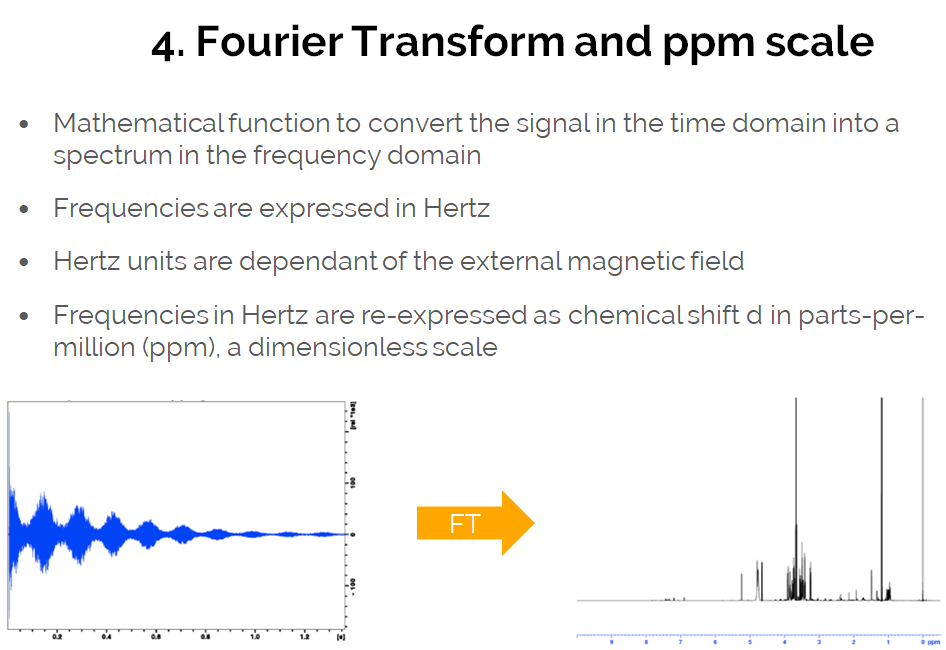 4. Fourier Transform and ppm scale
• Mathematical function to convert the signal in the time domain into a
spectrum in the frequency domain
• Frequencies are expressed in Hertz
• Hertz units are dependant of the external magnetic field
• Frequencies in Hertz are re-expressed as chemical shift d in parts-per-
million (ppm), a dimensionless scale
[rel *1e3]
100
0
-100
0.2 0.4 0.6 0.8 1.0 1.2 [s]
FT
9 8 7 6 5 4 3 2 1 0 ppm